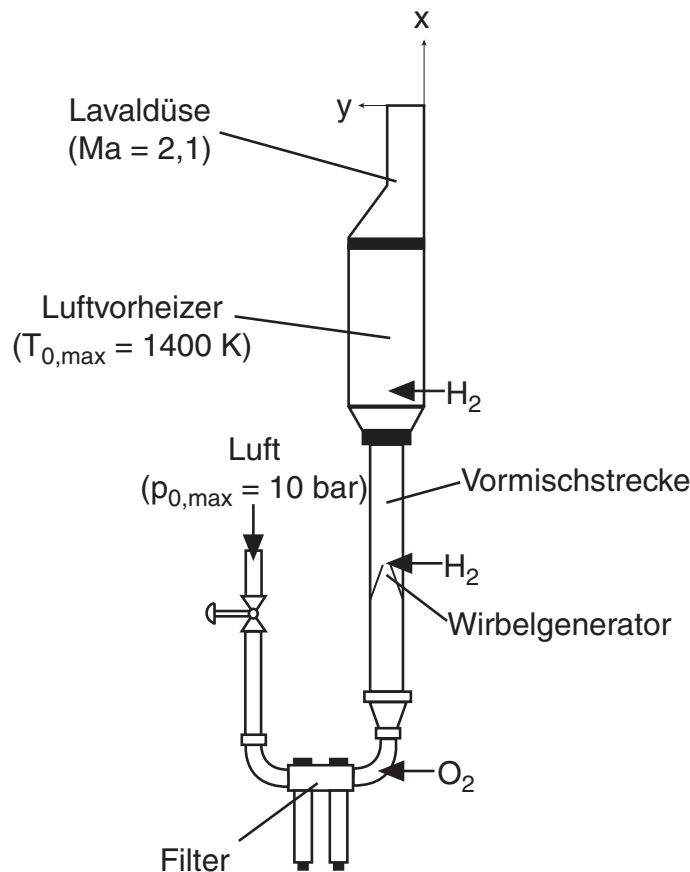 x
y
Lavaldüse
(Ma = 2,1)
Luftvorheizer
(T0,max = 1400 K)
H2
Luft
(p0,max = 10 bar)
Vormischstrecke
H2
Wirbelgenerator
O2
Filter